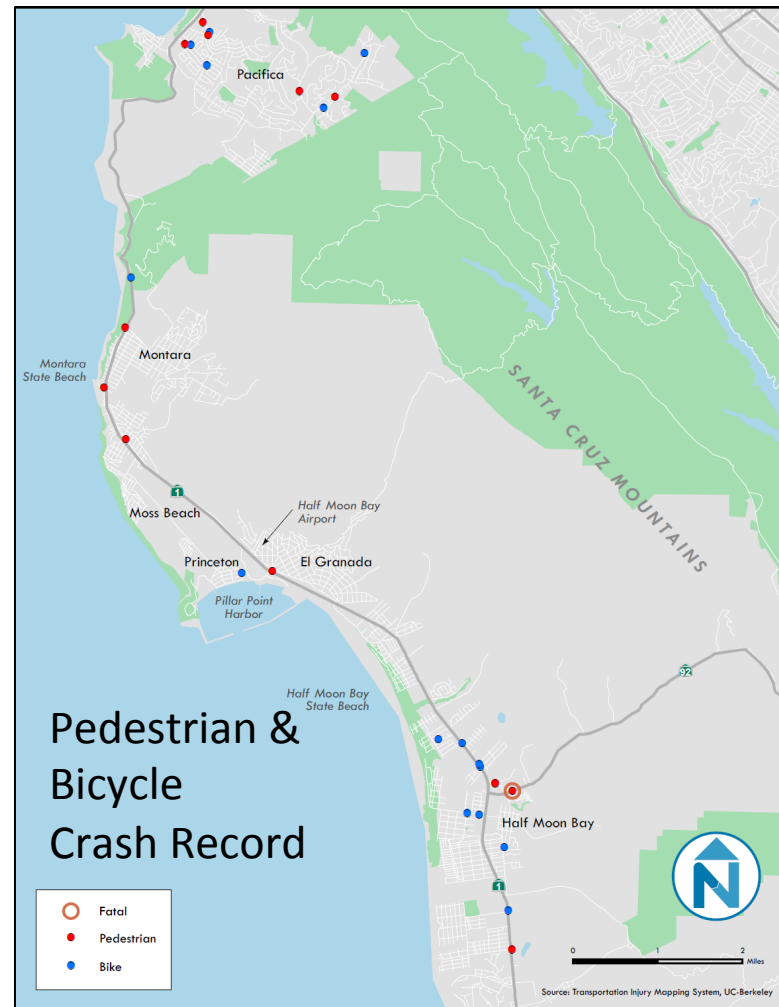 Pacifica
Montara
State Beach
Montara
SANTA CRUZ MOUNTAINS
1
Moss Beach
Half Moon Bay
Airport
Princeton
El Granada
Pillar Point
Harbor
92
Half Moon Bay
State Beach
Pedestrian &
Bicycle
Crash Record
Half Moon Bay
1
N
Fatal
Pedestrian
Bike
0
1
2
Miles
Source: Transportation Injury Mapping System, UC-Berkeley